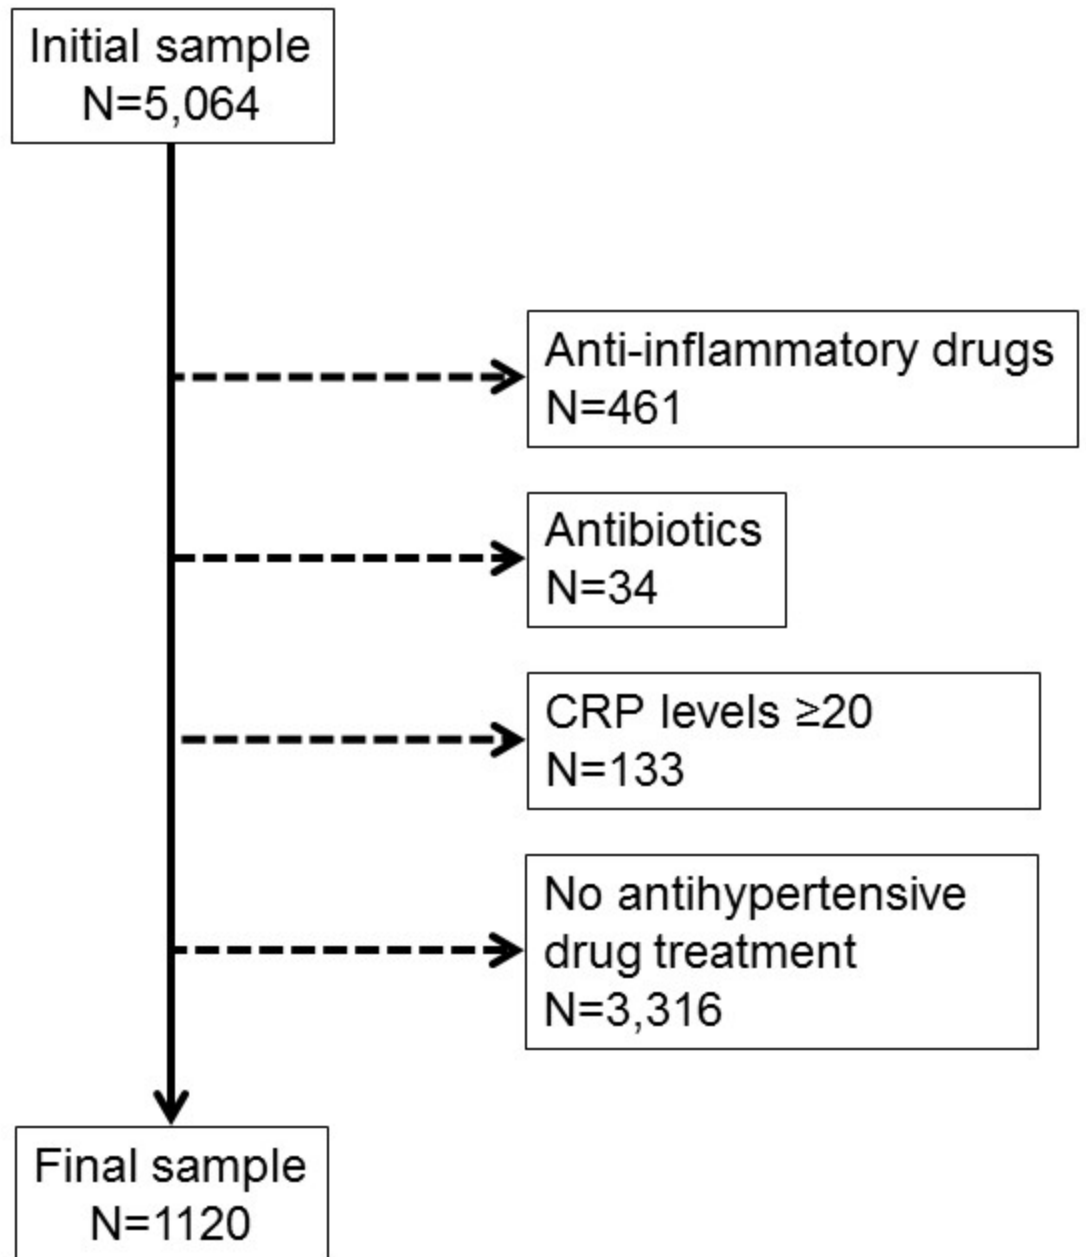 Initial sample
N=5,064
Anti-inflammatory drugs
N=461
Antibiotics
N=34
CRP levels ≥20
N=133
No antihypertensive
drug treatment
N=3,316
Final sample
N=1120